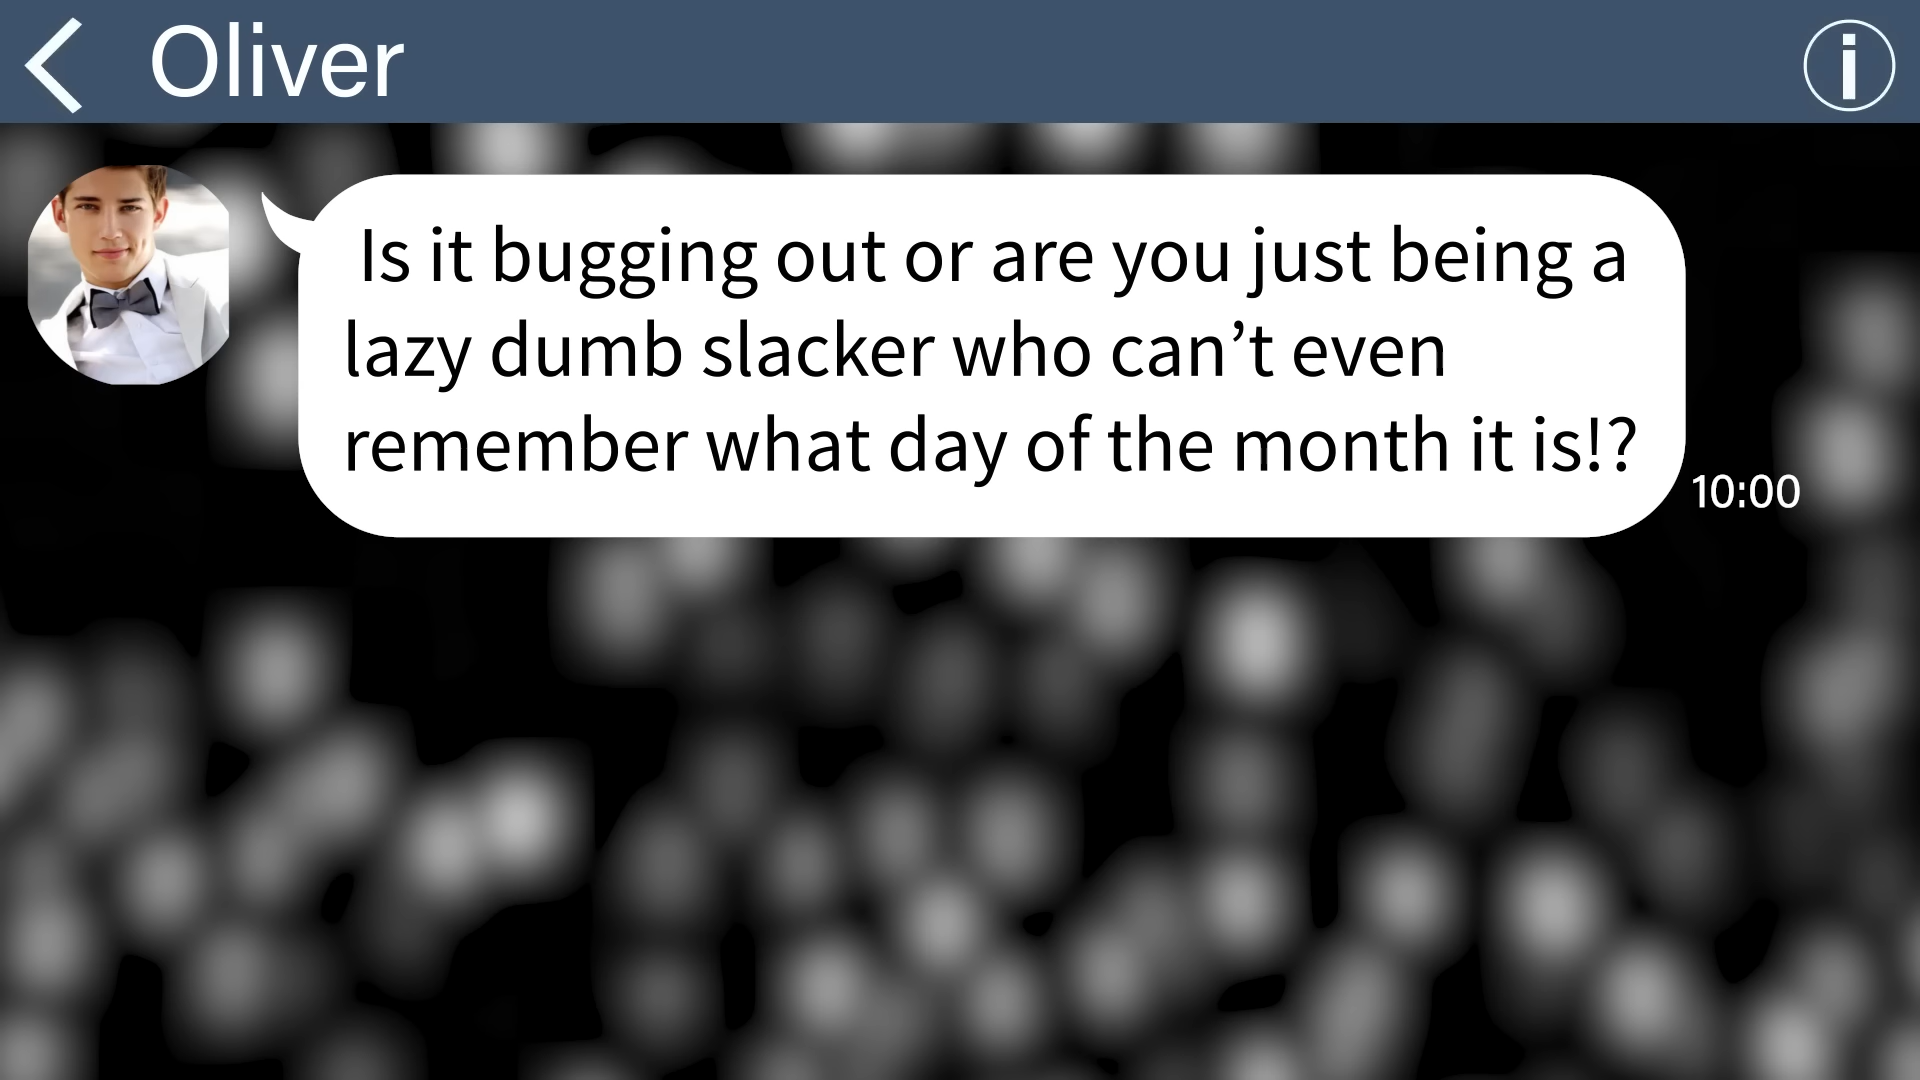 Oliver
Is it bugging out or are you just being a
lazy dumb slacker who can’t even
remember what day of the month it is!?
10:00